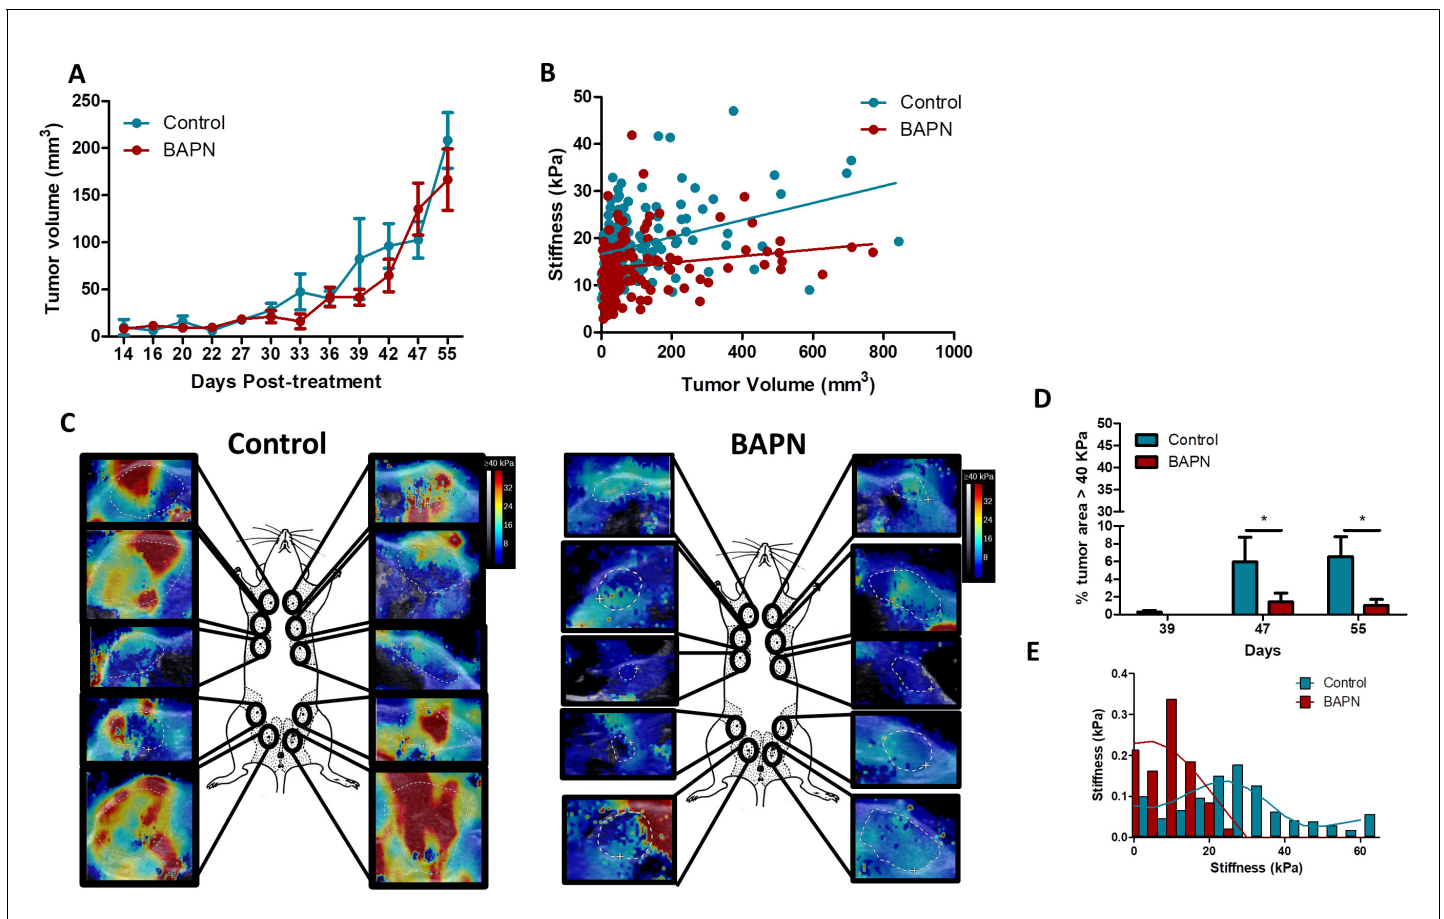 A
250
200
150
100
50
0
Tumor volume (mm3)
Control
BAPN
14 16 20 22 27 30 33 36 39 42 47 55
Days Post-treatment
B
50
40
30
20
10
0
Stiffness (kPa)
Control
BAPN
0 200 400 600 800 1000
Tumor Volume (mm3)
C
Control
≥40 kPa
32
24
16
8
BAPN
≥40 kPa
32
24
16
8
D
50
45
40
35
30
10
8
6
4
2
0
% tumor area > 40 KPa
Control
BAPN
* *
39 47 55
Days
E
0.4
0.3
0.2
0.1
0.0
Stiffness (kPa)
Control
BAPN
0 20 40 60
Stiffness (kPa)